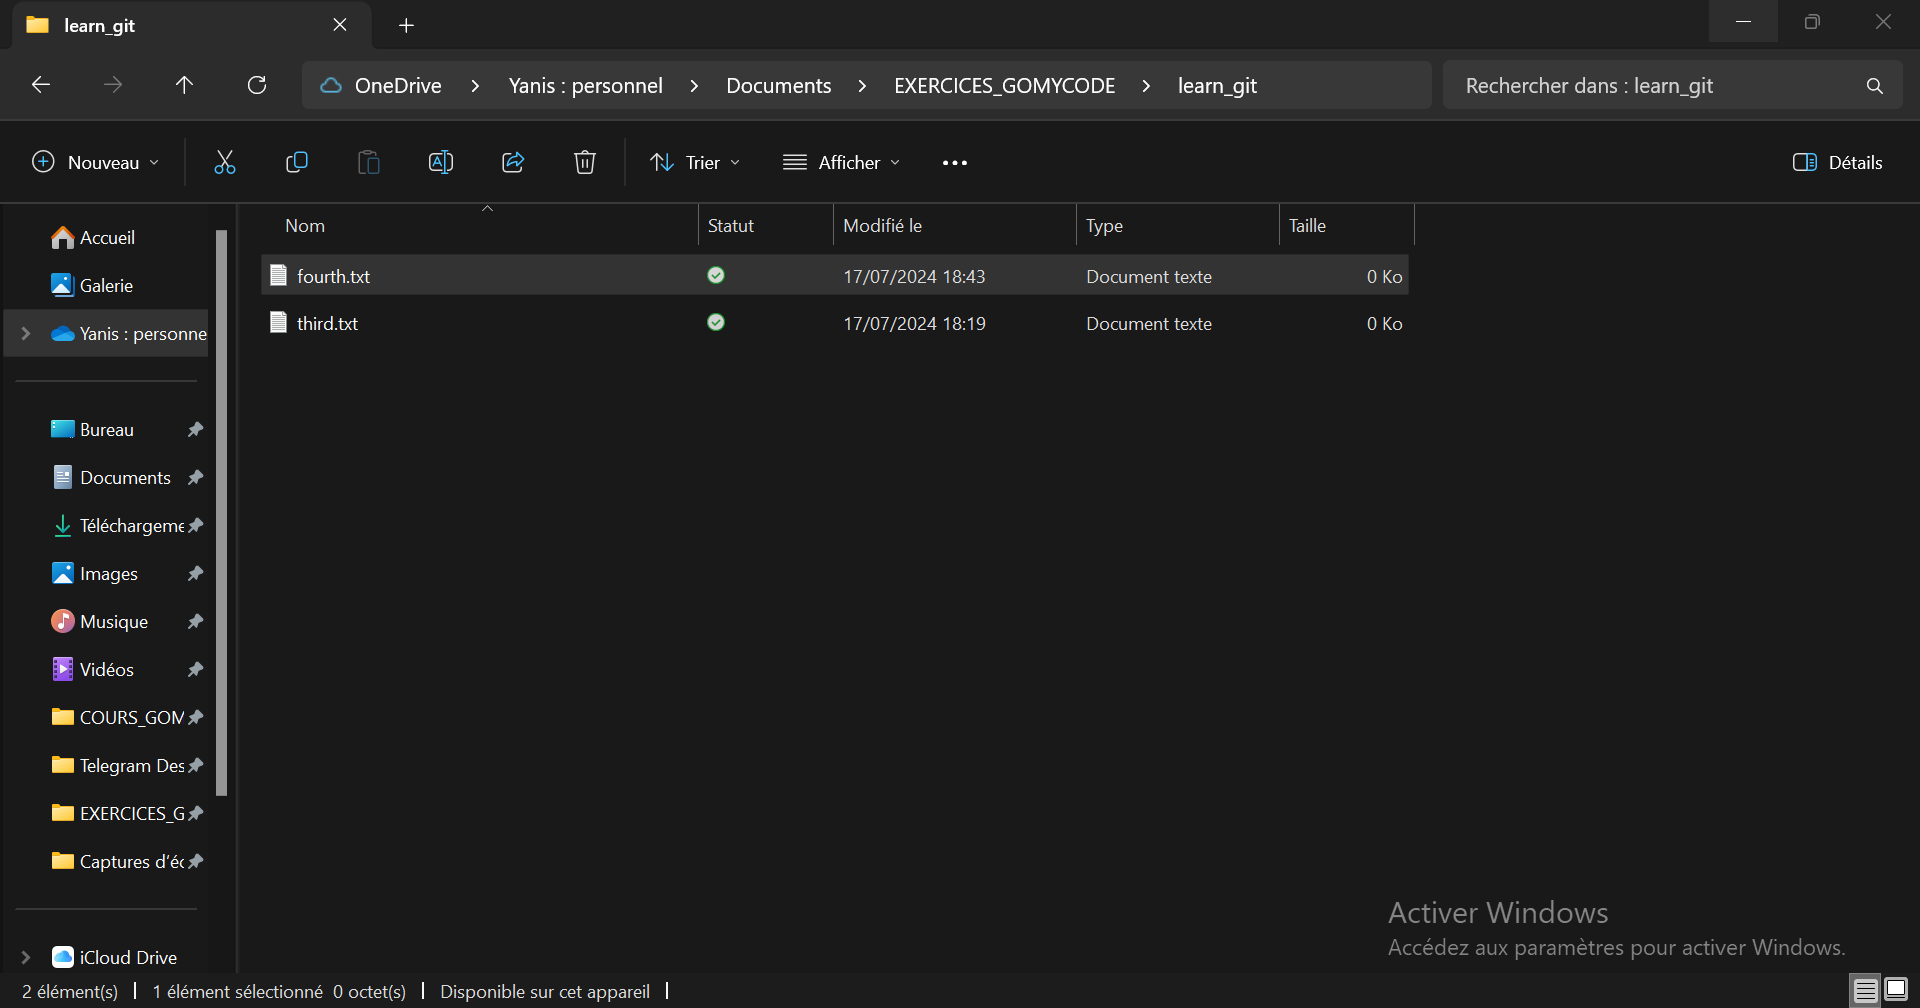 learn_git
OneDrive > Yanis : personnel > Documents > EXERCICES_GOMYCODE > learn_git
Rechercher dans : learn_git
Nouveau
Trier
Afficher
Détails
Accueil
Galerie
Yanis : personne
Bureau
Documents
Téléchargeme
Images
Musique
Vidéos
COURS_GOM
Telegram Des
EXERCICES_G
Captures d'éc
iCloud Drive
Nom Statut Modifié le Type Taille
fourth.txt 17/07/2024 18:43 Document texte 0 Ko
third.txt 17/07/2024 18:19 Document texte 0 Ko
Activer Windows
Accédez aux paramètres pour activer Windows.
2 élément(s) 1 élément sélectionné 0 octet(s) Disponible sur cet appareil